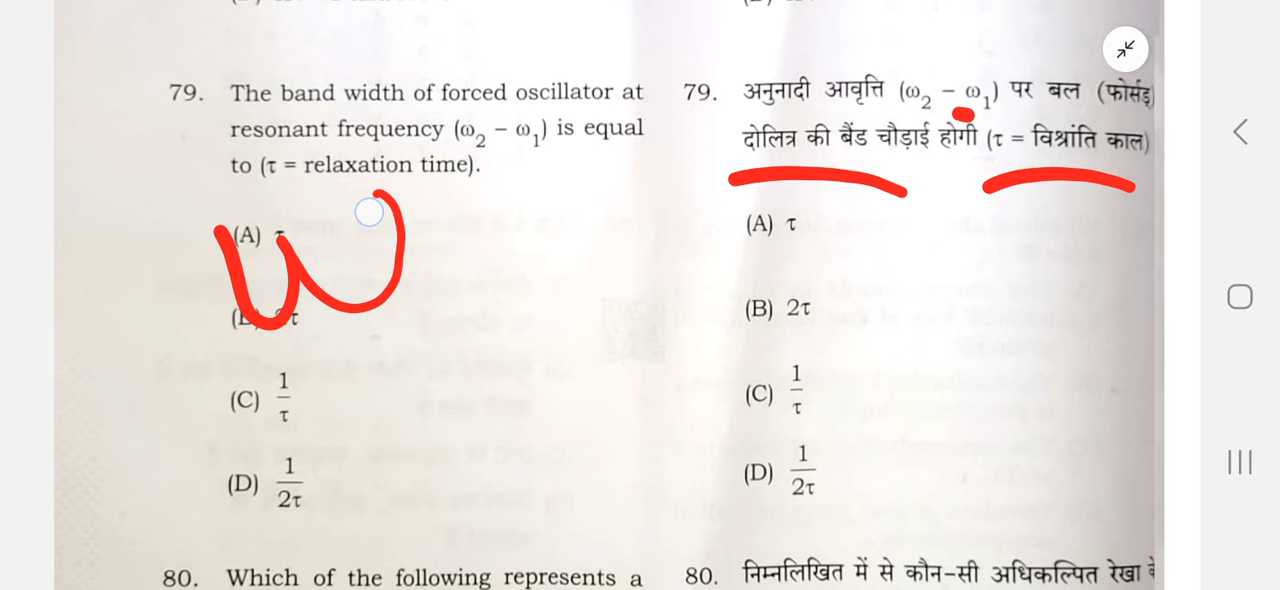 79. The band width of forced oscillator at
resonant frequency (ω₂ − ω₁) is equal
to (τ = relaxation time).
(A) τ
2τ
(C) 1/τ
(D) 1/2τ
80. Which of the following represents a
79. अनुनादी आवृत्ति (ω₂ − ω₁) पर बल (फोर्सड्)
दोलित्र की बैंड चौड़ाई होगी (τ = विश्रांति काल)
(A) τ
(B) 2τ
(C) 1/τ
(D) 1/2τ
80. निम्नलिखित में से कौन-सी अधिकल्पित रेखा के
ω